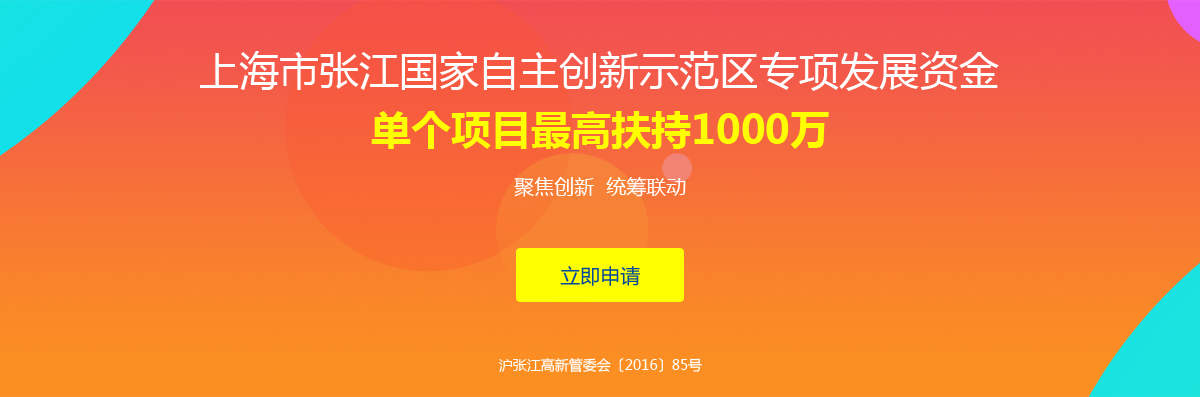 上海市张江国家自主创新示范区专项发展资金
单个项目最高扶持1000万
聚焦创新 统筹联动
立即申请
沪张江高新管委会〔2016〕85号